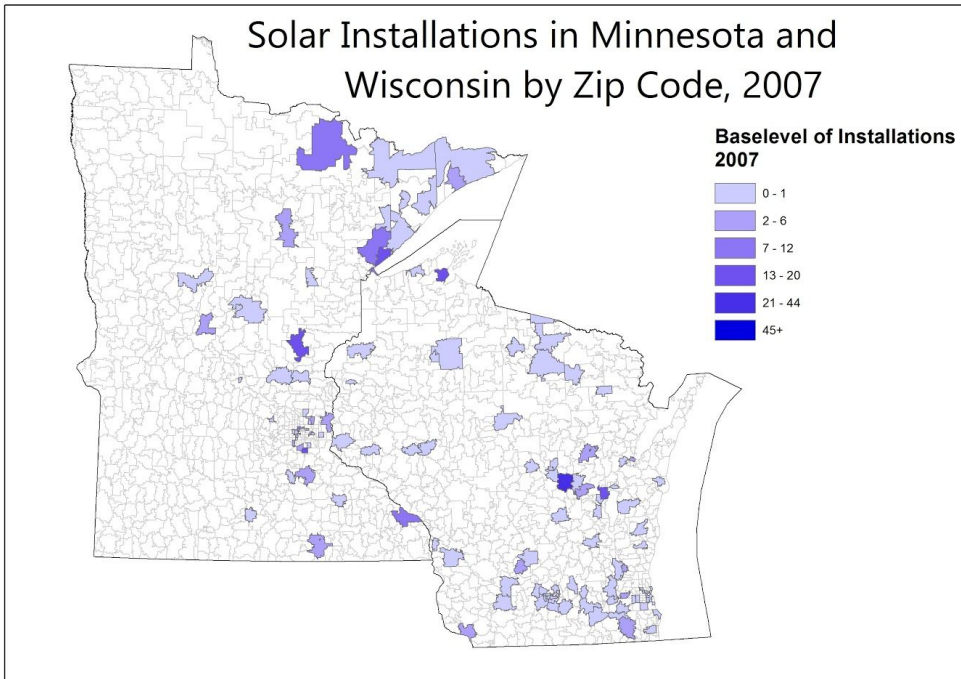 Solar Installations in Minnesota and
Wisconsin by Zip Code, 2007
Baselevel of Installations
2007
0 - 1
2 - 6
7 - 12
13 - 20
21 - 44
45+